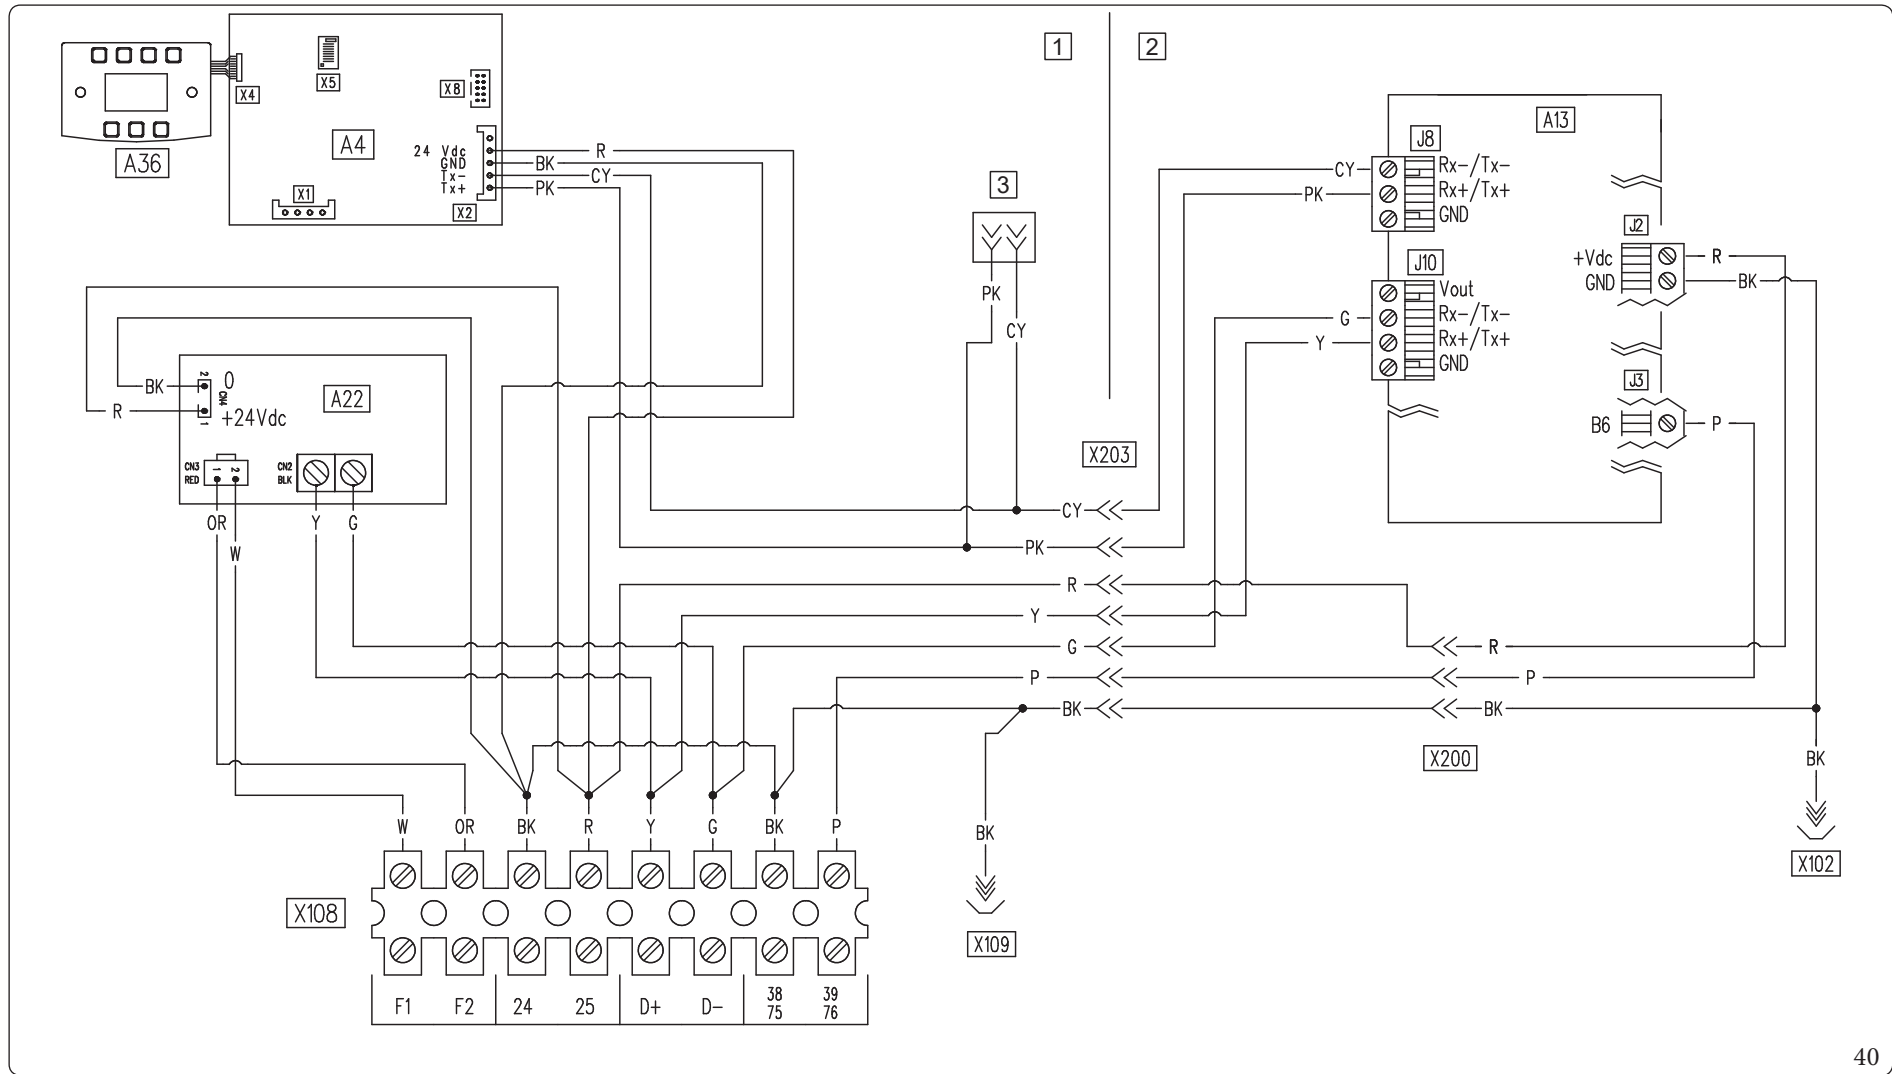 1
2
A36
X4
X5
A4
X8
24 Vdc
GND
Tx-
Tx+
X2
X1
R
BK
CY
PK
3
PK
CY
A13
J8
CY
Rx-/Tx-
PK
Rx+/Tx+
GND
J10
Vout
G
Rx-/Tx-
Y
Rx+/Tx+
GND
J2
+Vdc
R
GND
BK
J3
B6
P
BK
R
2
0
CN4
+24Vdc
1
A22
CN3
RED
1
2
CN2
BLK
OR
W
Y
G
X203
CY
PK
R
Y
G
R
P
P
BK
BK
X200
BK
X102
BK
X109
W
OR
BK
R
Y
G
BK
P
X108
F1
F2
24
25
D+
D-
38
75
39
76
40